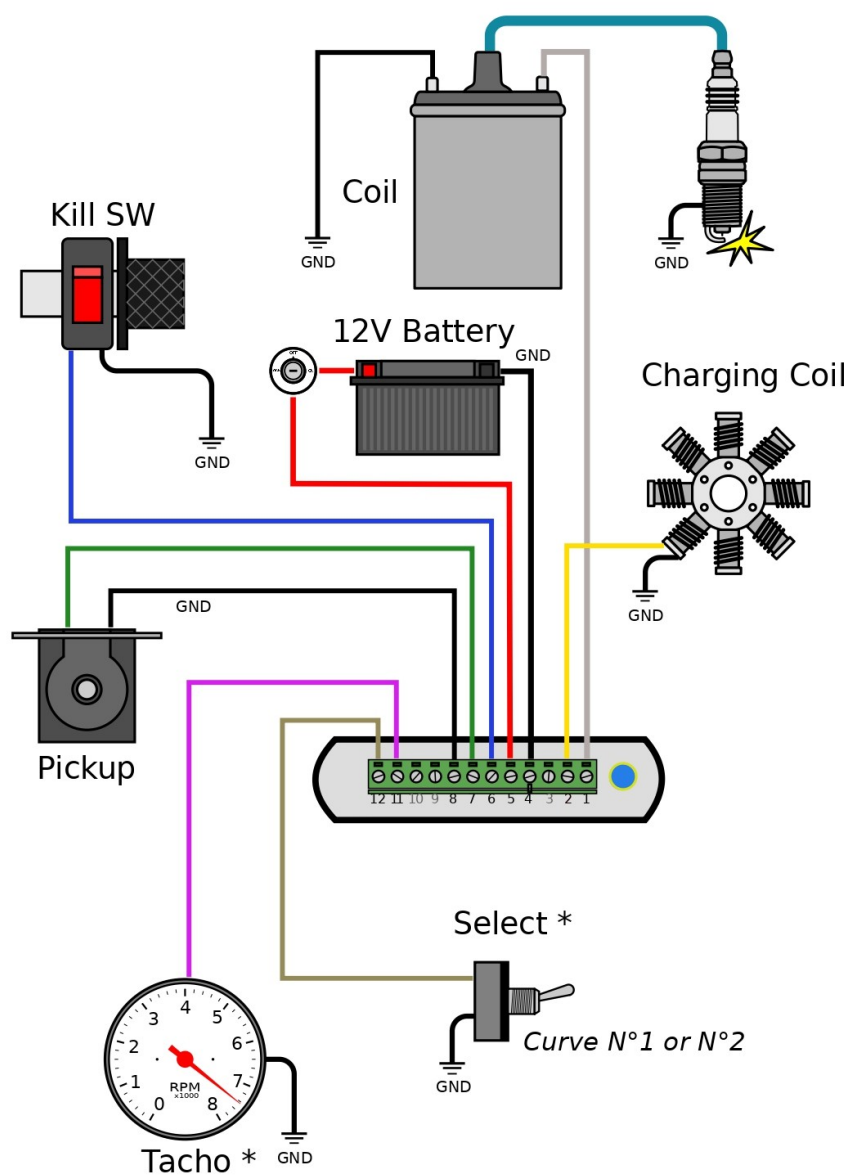 Coil
GND
GND
Kill SW
GND
12V Battery
GND
OFF
Charging Coil
GND
GND
Pickup
12 11 10 9 8 7 6 5 4 3 2 1
Select *
Curve N°1 or N°2
GND
0 1 2 3 4 5 6 7 8
RPM
x1000
GND
Tacho *